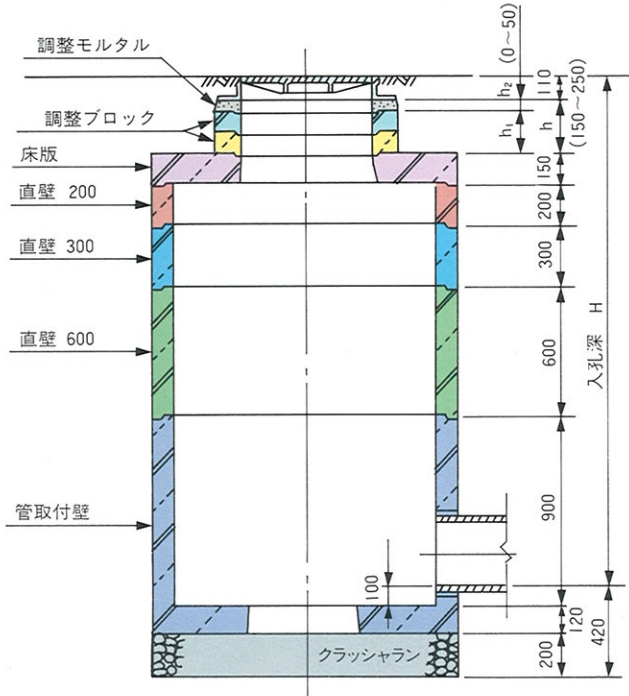 調整モルタル
調整ブロック
床版
直壁 200
直壁 300
直壁 600
管取付壁
クラッシャラン
100
h₂ (0～50)
110
h (150～250)
h₁
150
200
300
600
900
120
200
420
入孔深 H